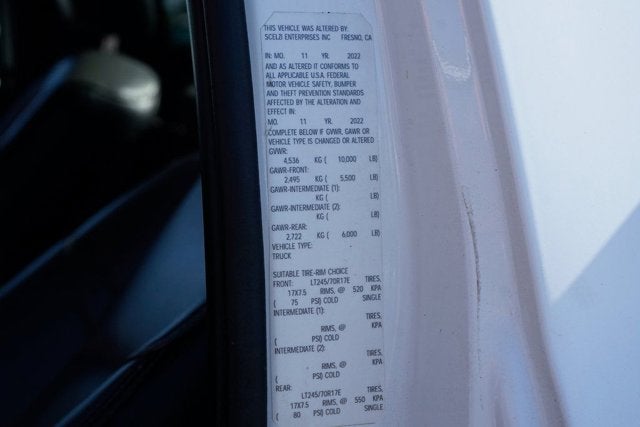 THIS VEHICLE WAS ALTERED BY:
SCELZI ENTERPRISES INC FRESNO, CA
IN: MO. 11 YR. 2022
AND AS ALTERED IT CONFORMS TO
ALL APPLICABLE U.S.A. FEDERAL
MOTOR VEHICLE SAFETY, BUMPER
AND THEFT PREVENTION STANDARDS
AFFECTED BY THE ALTERATION AND
EFFECT IN:
MO. 11 YR. 2022
COMPLETE BELOW IF GVWR, GAWR OR
VEHICLE TYPE IS CHANGED OR ALTERED
GVWR:
4,536 KG ( 10,000 LB)
GAWR-FRONT:
2,495 KG ( 5,500 LB)
GAWR-INTERMEDIATE (1):
KG ( LB)
GAWR-INTERMEDIATE (2):
KG ( LB)
GAWR-REAR:
2,722 KG ( 6,000 LB)
VEHICLE TYPE:
TRUCK
SUITABLE TIRE-RIM CHOICE
FRONT: LT245/70R17E TIRES,
17X7.5 RIMS, @ 520 KPA
( 75 PSI) COLD SINGLE
INTERMEDIATE (1): TIRES,
RIMS, @ KPA
( PSI) COLD
INTERMEDIATE (2):
TIRES,
RIMS, @ KPA
( PSI) COLD
REAR: LT245/70R17E TIRES,
17X7.5 RIMS, @ 550 KPA
( 80 PSI) COLD SINGLE